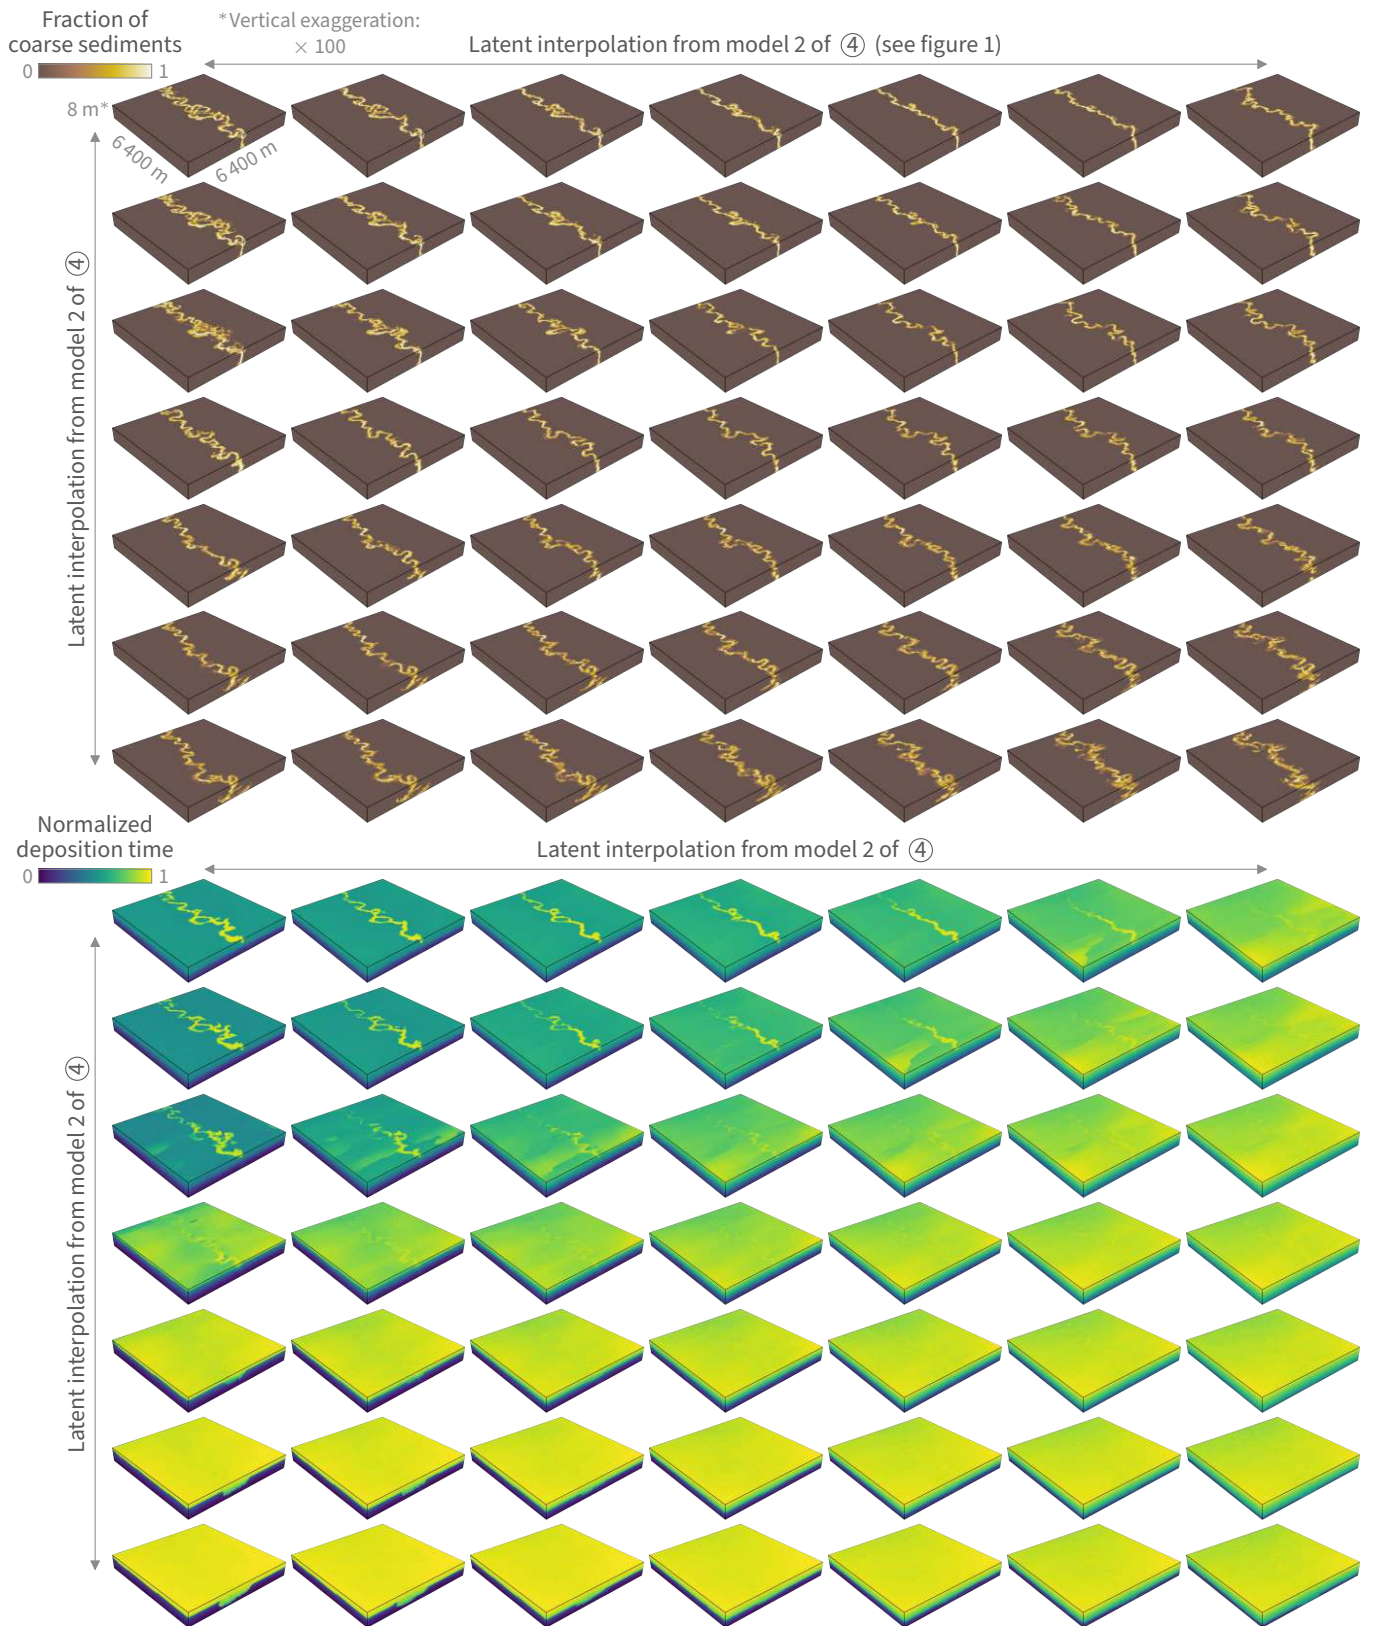 Fraction of
coarse sediments
0 1
*Vertical exaggeration:
× 100
Latent interpolation from model 2 of ④ (see figure 1)
8 m*
6 400 m
6 400 m
Latent interpolation from model 2 of ④
Normalized
deposition time
0 1
Latent interpolation from model 2 of ④
Latent interpolation from model 2 of ④